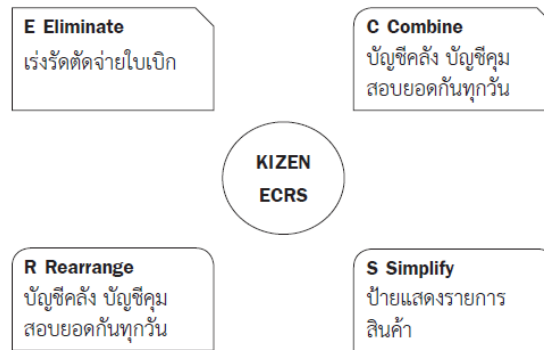 E Eliminate
เร่งรัดตัดจ่ายใบเบิก
C Combine
บัญชีคลัง บัญชีคุม
สอบยอดกันทุกวัน
KIZEN
ECRS
R Rearrange
บัญชีคลัง บัญชีคุม
สอบยอดกันทุกวัน
S Simplify
ป้ายแสดงรายการ
สินค้า